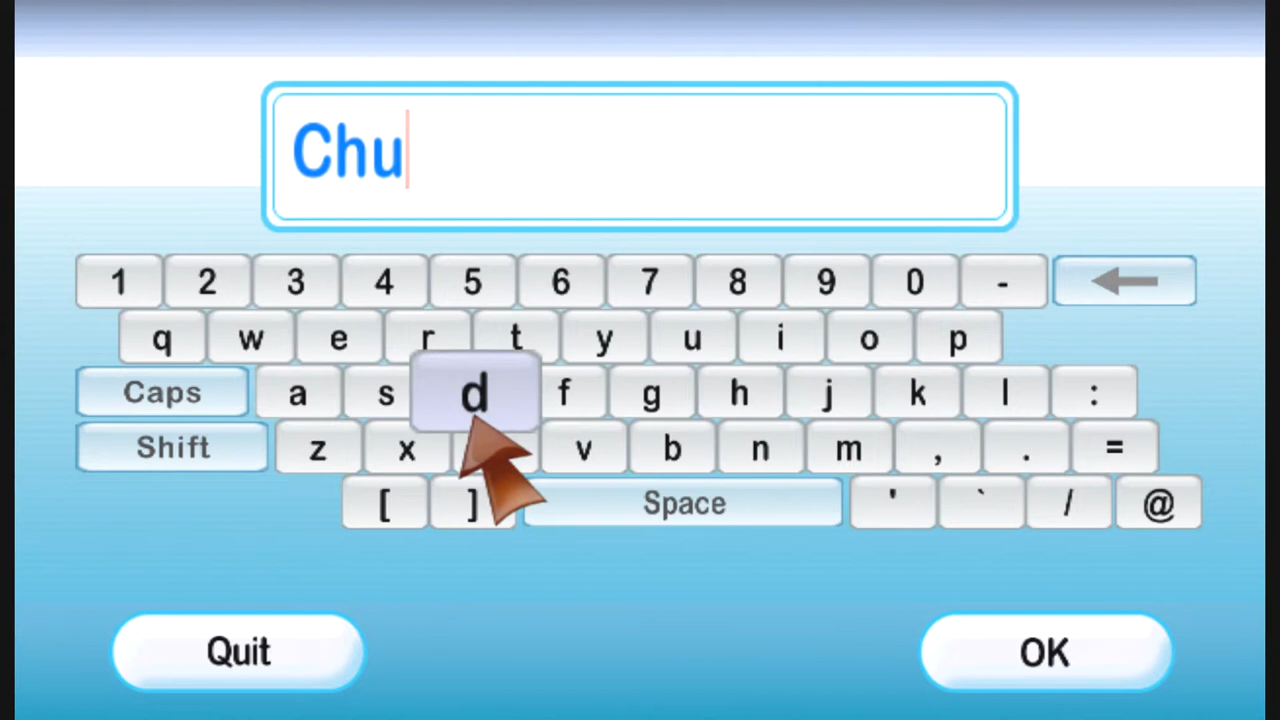 Chu
1 2 3 4 5 6 7 8 9 0 -
q w e r t y u i o p
Caps a s d f g h j k l :
Shift z x v b n m , . =
[ ] Space ' ` / @
Quit OK